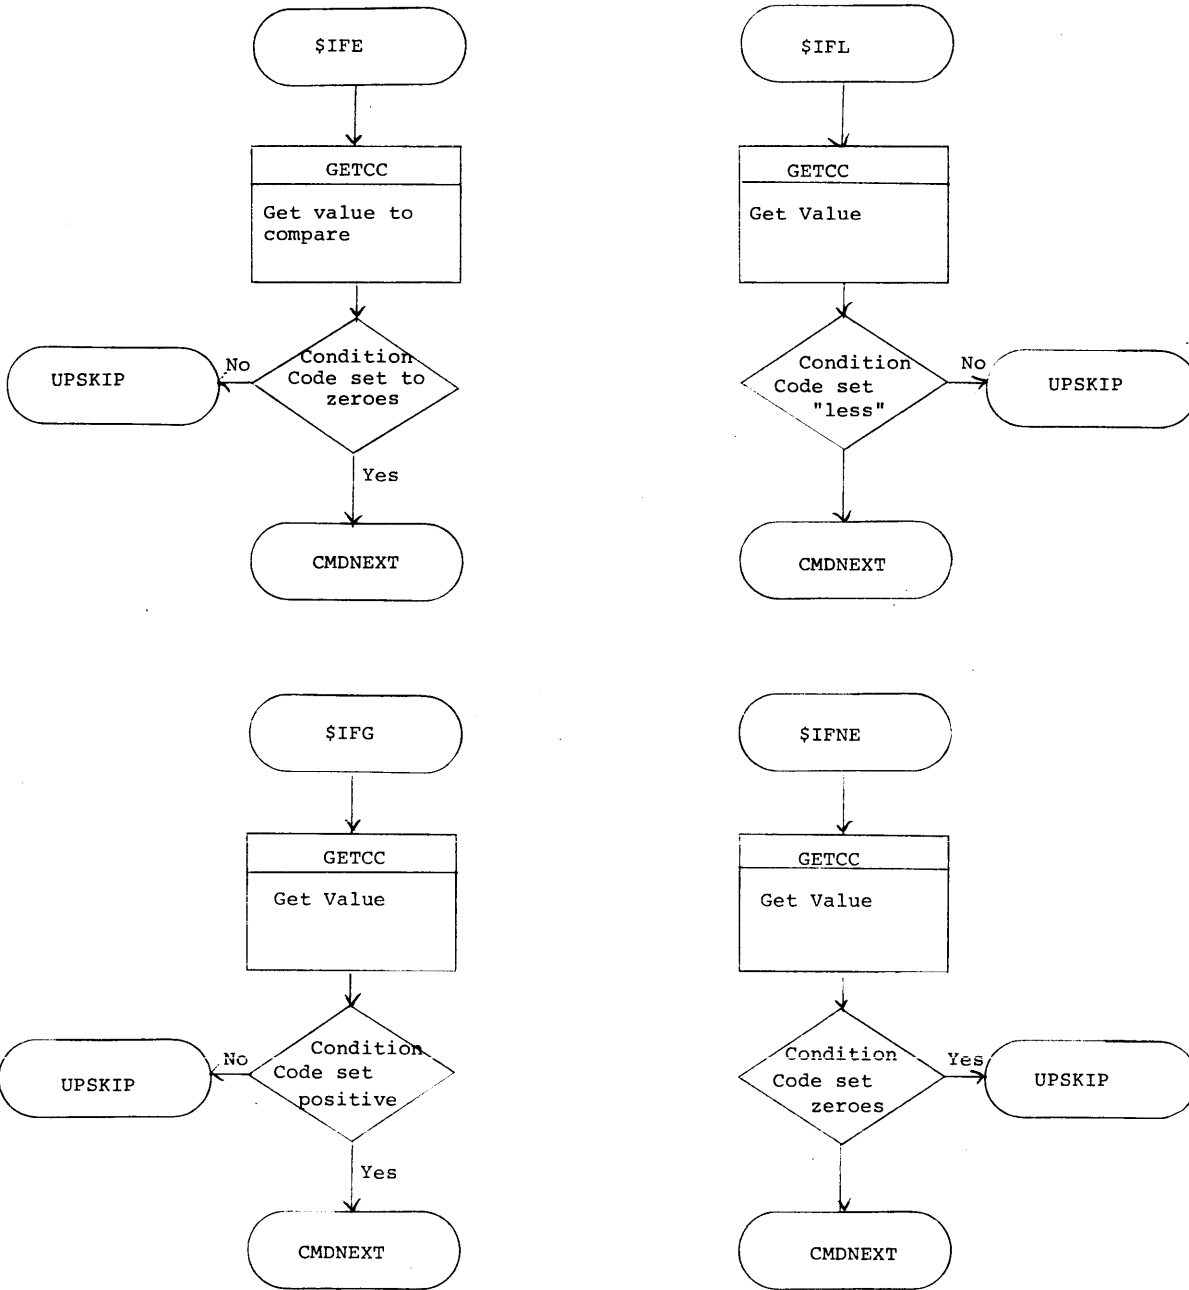 $IFE
GETCC
Get value to
compare
Condition
Code set to
zeroes
No
UPSKIP
Yes
CMDNEXT
$IFL
GETCC
Get Value
Condition
Code set
"less"
No
UPSKIP
CMDNEXT
$IFG
GETCC
Get Value
Condition
Code set
positive
No
UPSKIP
Yes
CMDNEXT
$IFNE
GETCC
Get Value
Condition
Code set
zeroes
Yes
UPSKIP
CMDNEXT